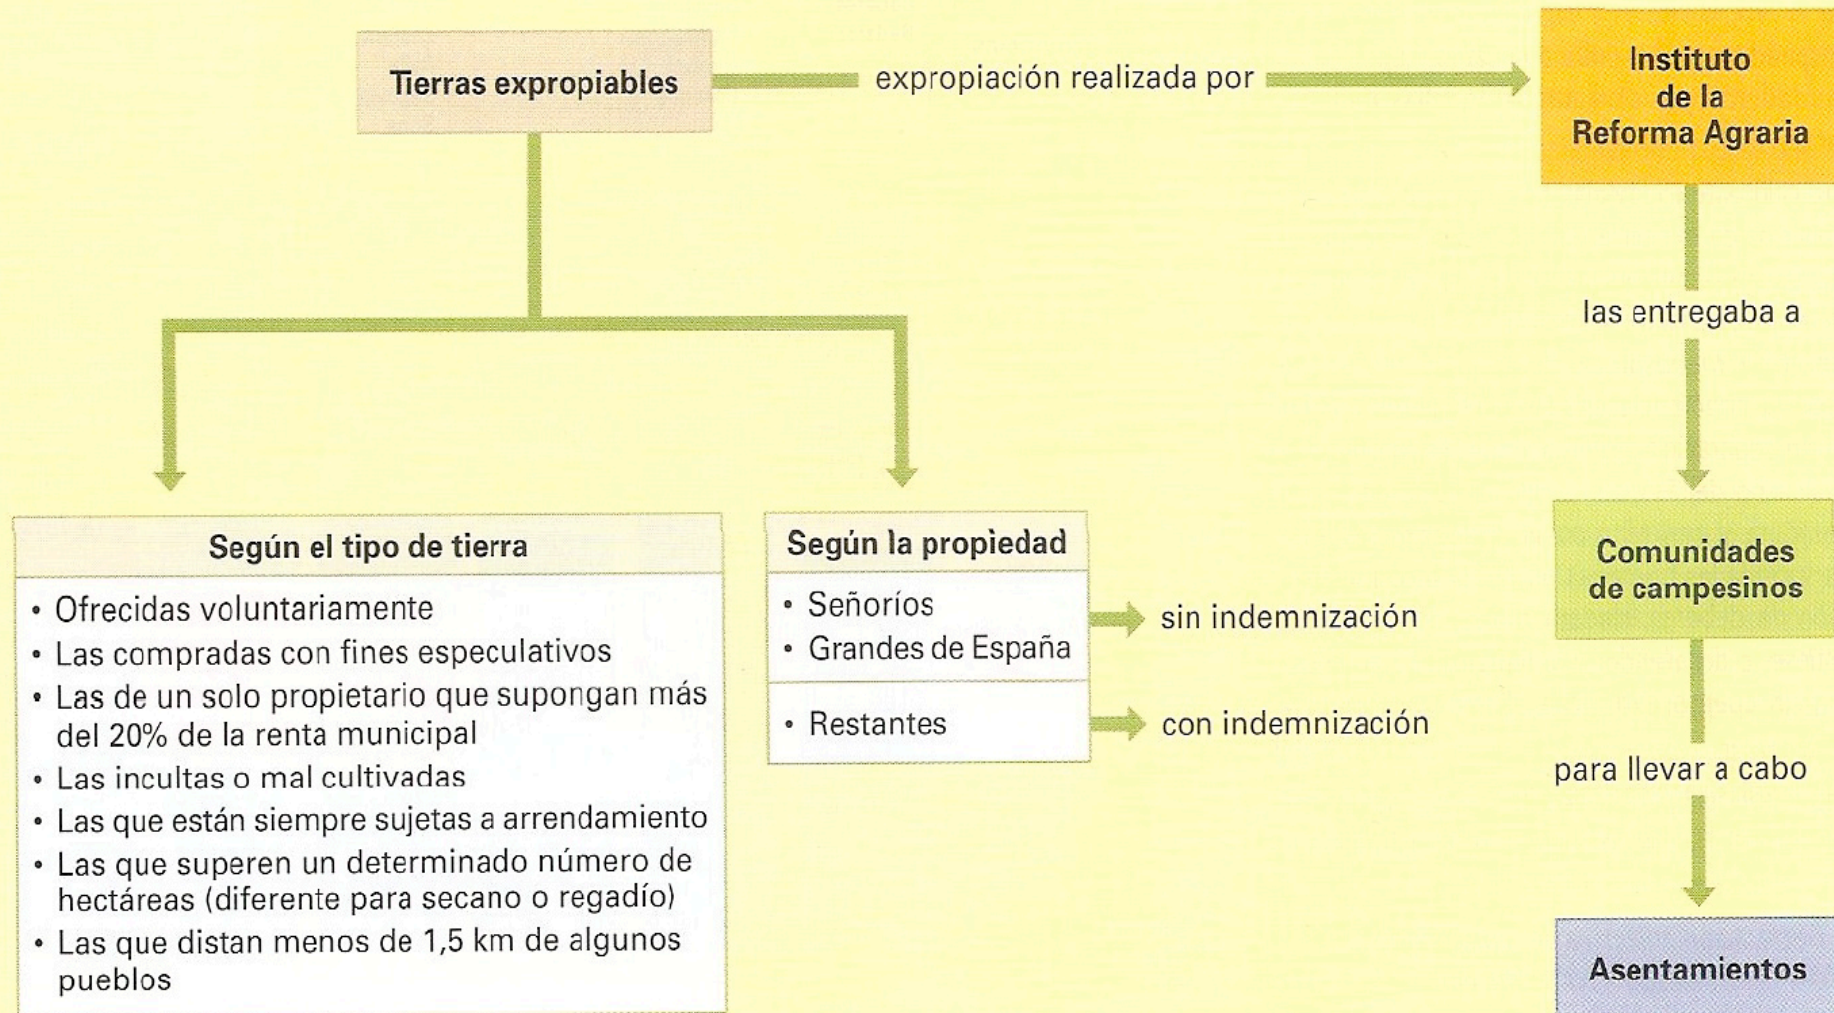 Tierras expropiables
expropiación realizada por
Instituto
de la
Reforma Agraria
las entregaba a
Según el tipo de tierra
• Ofrecidas voluntariamente
• Las compradas con fines especulativos
• Las de un solo propietario que supongan más
del 20% de la renta municipal
• Las incultas o mal cultivadas
• Las que están siempre sujetas a arrendamiento
• Las que superen un determinado número de
hectáreas (diferente para secano o regadío)
• Las que distan menos de 1,5 km de algunos
pueblos
Según la propiedad
• Señoríos
• Grandes de España
sin indemnización
• Restantes
con indemnización
Comunidades
de campesinos
para llevar a cabo
Asentamientos